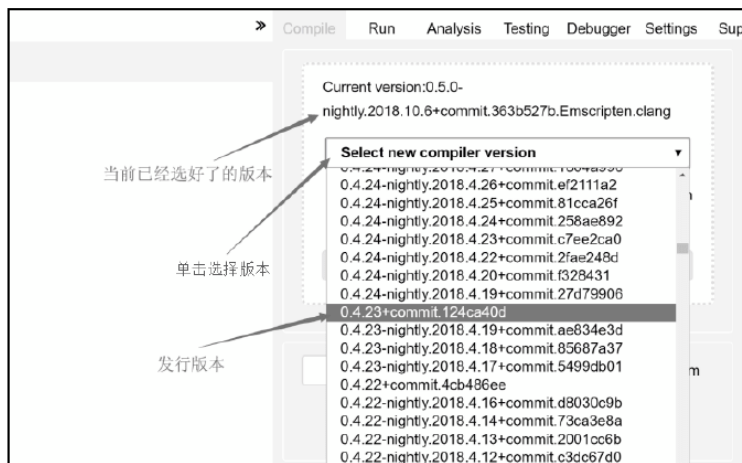 » Compile Run Analysis Testing Debugger Settings Sup
Current version:0.5.0-
nightly.2018.10.6+commit.363b527b.Emscripten.clang
当前已经选好了的版本
Select new compiler version
0.4.24-nightly.2018.4.26+commit.ef2111a2
0.4.24-nightly.2018.4.25+commit.81cca26f
0.4.24-nightly.2018.4.24+commit.258ae892
0.4.24-nightly.2018.4.23+commit.c7ee2ca0
单击选择版本
0.4.24-nightly.2018.4.22+commit.2fae248d
0.4.24-nightly.2018.4.20+commit.f328431
0.4.24-nightly.2018.4.19+commit.27d79906
0.4.23+commit.124ca40d
0.4.23-nightly.2018.4.19+commit.ae834e3d
0.4.23-nightly.2018.4.18+commit.85687a37
发行版本
0.4.23-nightly.2018.4.17+commit.5499db01
m
0.4.22+commit.4cb486ee
0.4.22-nightly.2018.4.16+commit.d8030c9b
0.4.22-nightly.2018.4.14+commit.73ca3e8a
0.4.22-nightly.2018.4.13+commit.2001cc6b
0.4.22-nightly.2018.4.12+commit.c3dc67d0